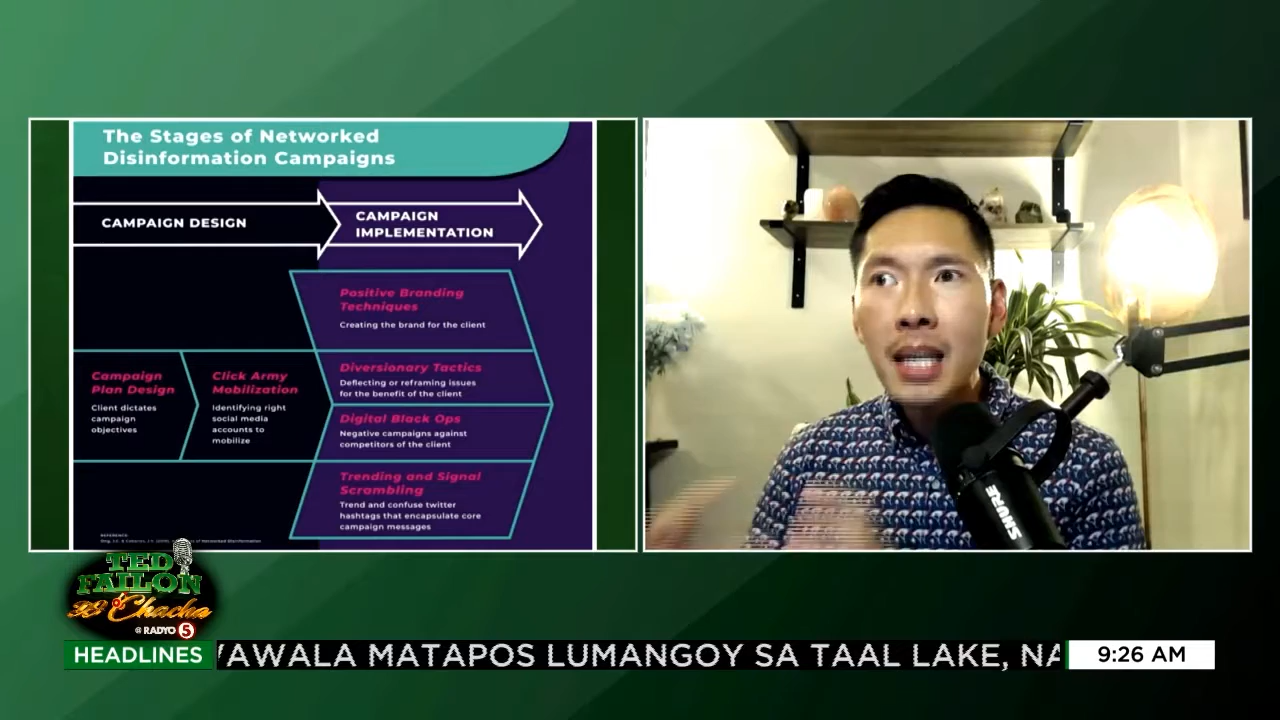 The Stages of Networked
Disinformation Campaigns
CAMPAIGN DESIGN
CAMPAIGN
IMPLEMENTATION
Positive Branding
Techniques
Creating the brand for the client
Campaign
Plan Design
Client dictates
campaign
objectives
Click Army
Mobilization
Identifying right
social media
accounts to
mobilize
Diversionary Tactics
Deflecting or reframing issues
for the benefit of the client
Digital Black Ops
Negative campaigns against
competitors of the client
Trending and Signal
Scrambling
Trend and confuse twitter
hashtags that encapsulate core
campaign messages
REFERENCE:
SHURE
TED
FAILON
DJ Chacha
@ RADYO 5
HEADLINES
AWALA MATAPOS LUMANGOY SA TAAL LAKE, NA
9:26 AM